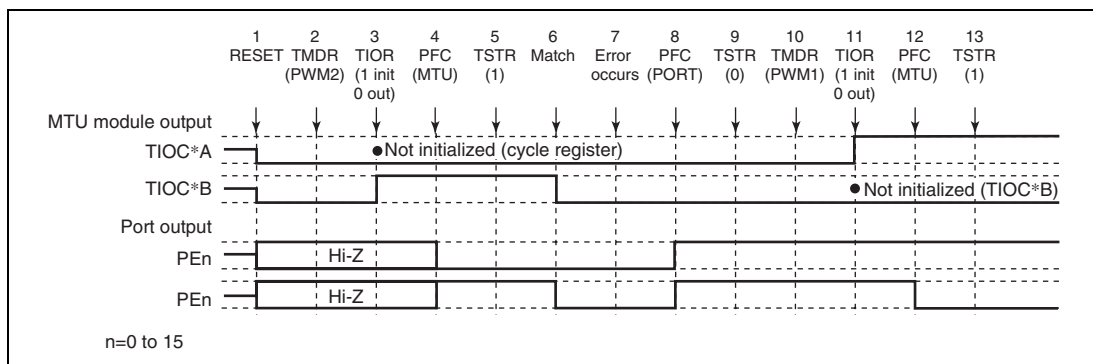 1 2 3 4 5 6 7 8 9 10 11 12 13
RESET TMDR TIOR PFC TSTR Match Error PFC TSTR TMDR TIOR PFC TSTR
(PWM2) (1 init (MTU) (1) occurs (PORT) (0) (PWM1) (1 init (MTU) (1)
0 out) 0 out)
MTU module output
TIOC*A ●Not initialized (cycle register)
TIOC*B ● Not initialized (TIOC*B)
Port output
PEn Hi-Z
PEn Hi-Z
n=0 to 15